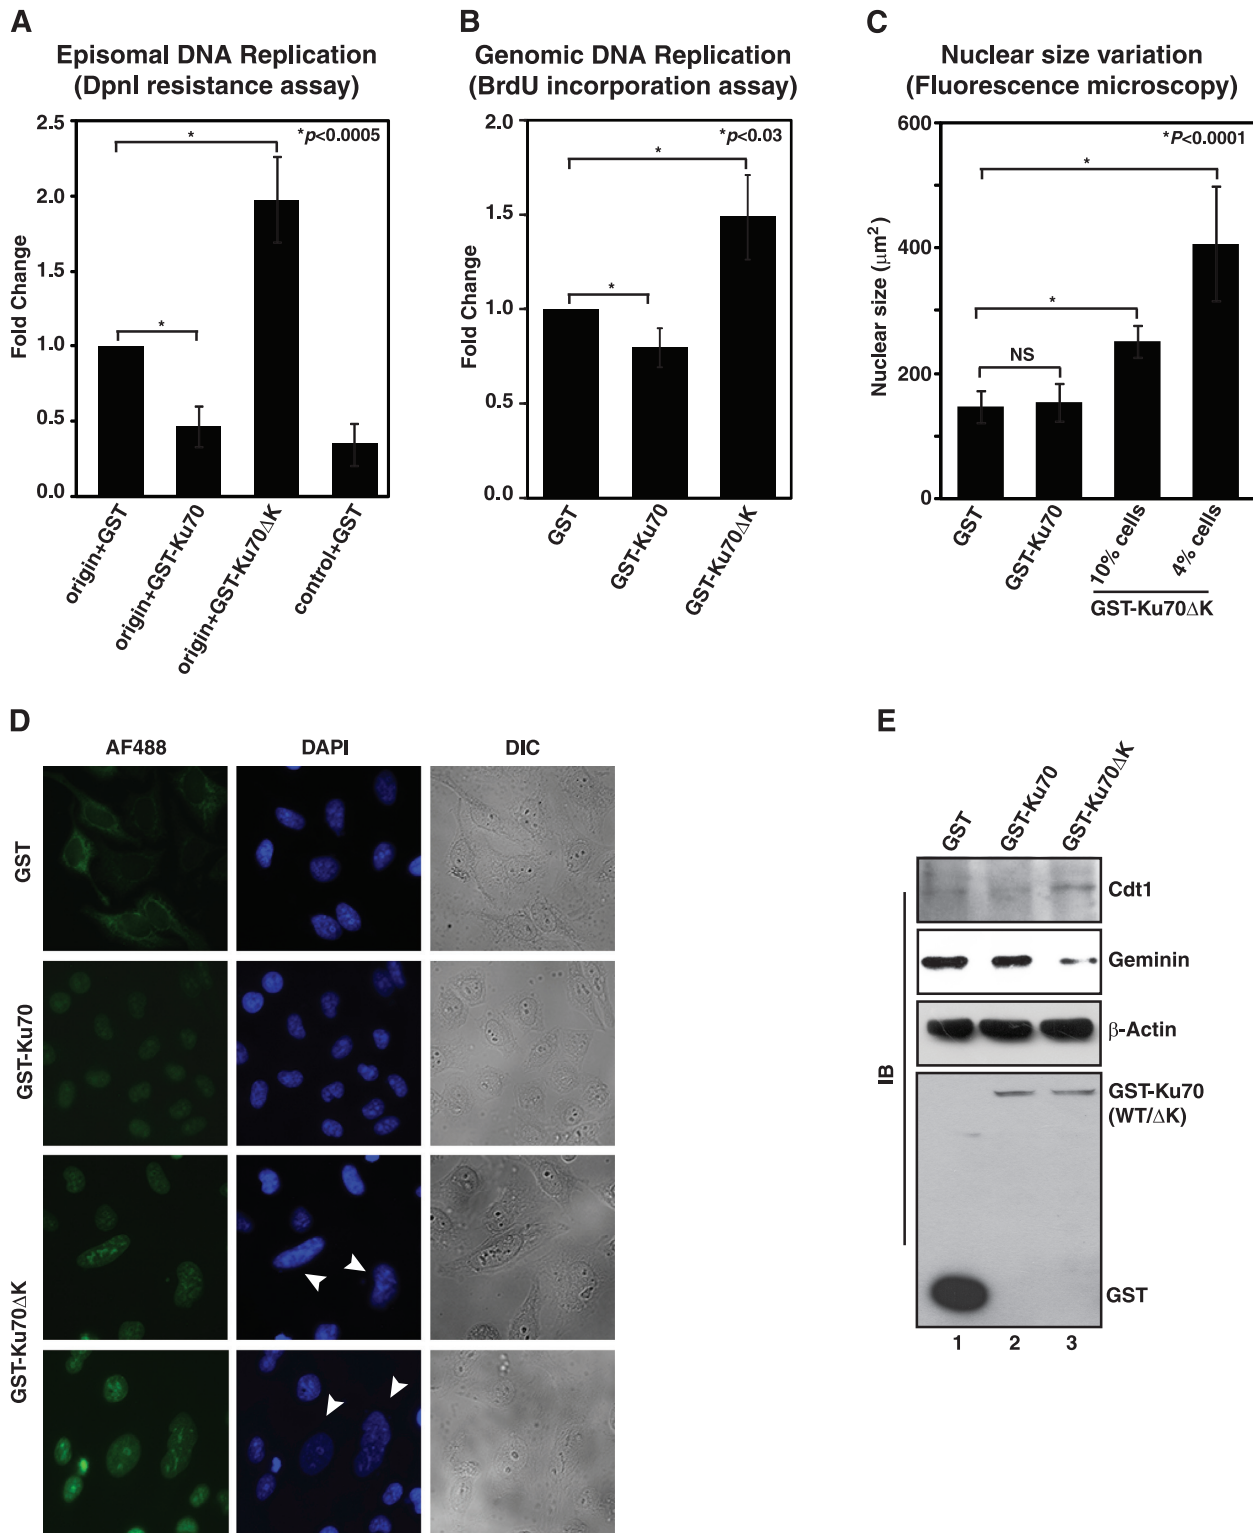 A
Episomal DNA Replication
(DpnI resistance assay)
2.5
2.0
1.5
1.0
0.5
0.0
Fold Change
*p<0.0005
*
*
origin+GST
origin+GST-Ku70
origin+GST-Ku70ΔK
control+GST
B
Genomic DNA Replication
(BrdU incorporation assay)
2.0
1.5
1.0
0.5
0.0
Fold Change
*p<0.03
*
*
GST
GST-Ku70
GST-Ku70ΔK
C
Nuclear size variation
(Fluorescence microscopy)
600
400
200
0
Nuclear size (μm²)
*P<0.0001
*
*
NS
GST
GST-Ku70
10% cells
4% cells
GST-Ku70ΔK
D
AF488 DAPI DIC
GST
GST-Ku70
GST-Ku70ΔK
E
GST
GST-Ku70
GST-Ku70ΔK
Cdt1
Geminin
β-Actin
GST-Ku70
(WT/ΔK)
GST
IB
1 2 3